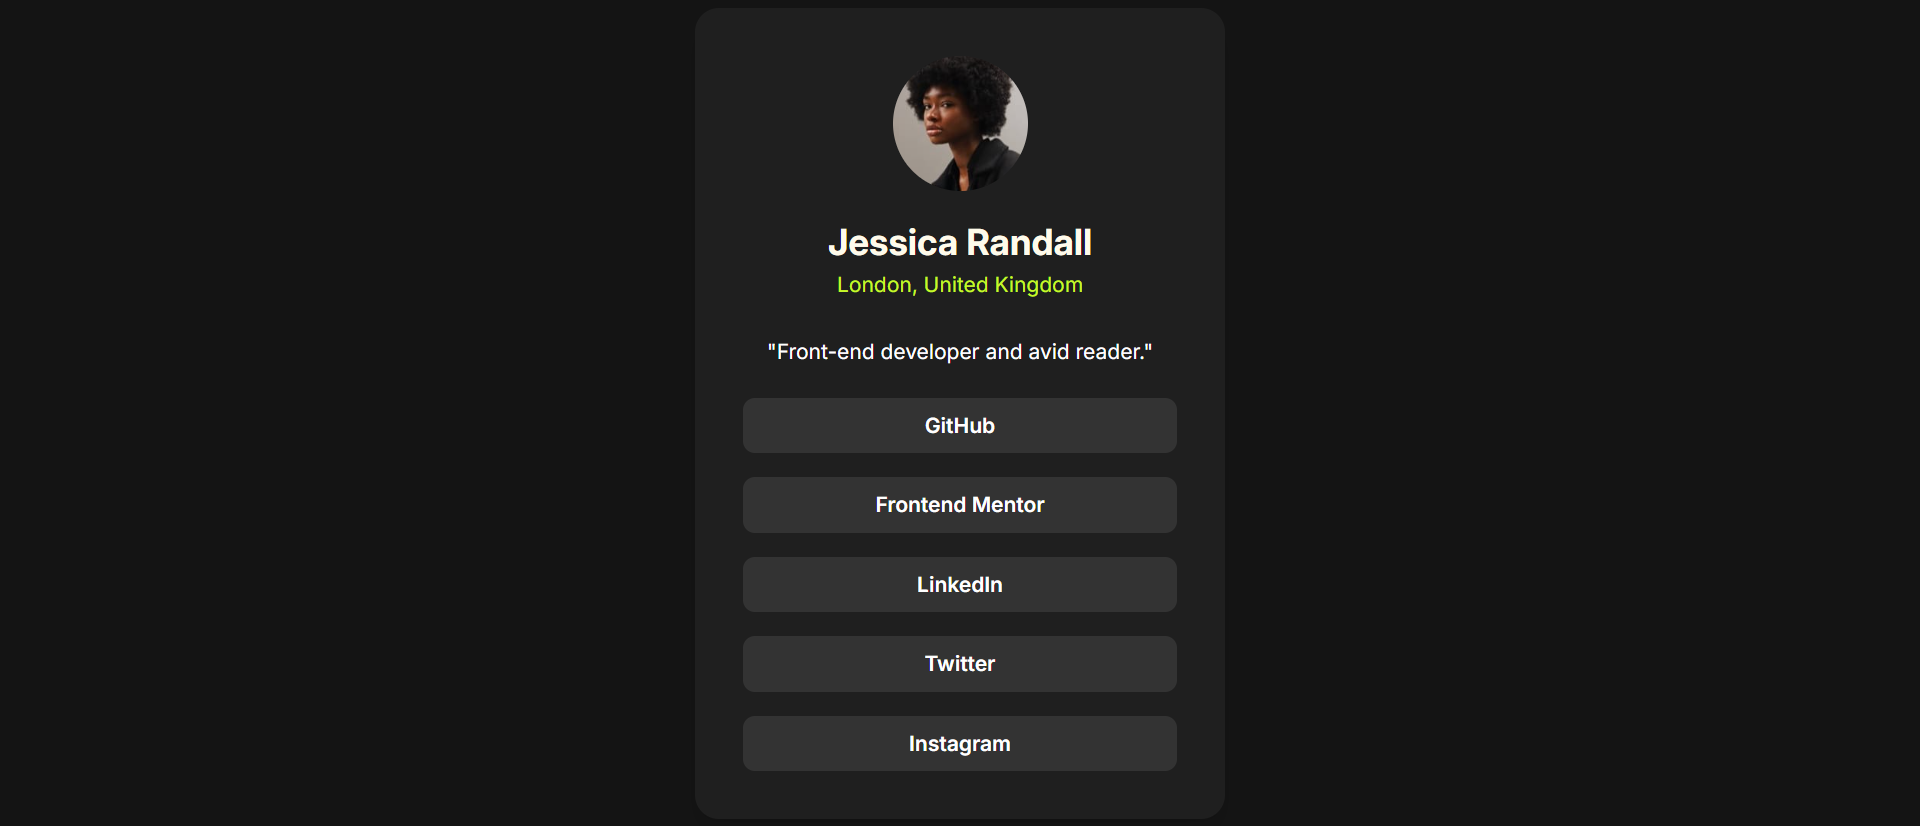 Jessica Randall
London, United Kingdom
"Front-end developer and avid reader."
GitHub
Frontend Mentor
LinkedIn
Twitter
Instagram